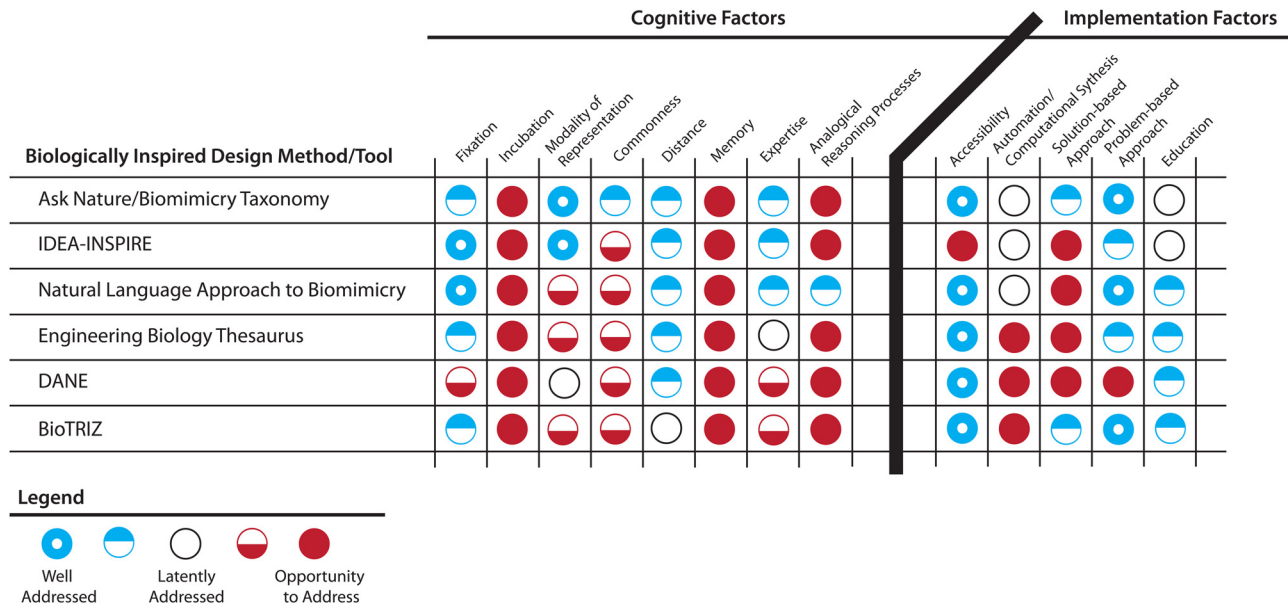 Cognitive Factors
Implementation Factors
Biologically Inspired Design Method/Tool
Fixation
Incubation
Modality of
Representation
Commonness
Distance
Memory
Expertise
Analogical
Reasoning Processes
Accessibility
Automation/
Computational Sythesis
Solution-based
Approach
Problem-based
Approach
Education
Ask Nature/Biomimicry Taxonomy
IDEA-INSPIRE
Natural Language Approach to Biomimicry
Engineering Biology Thesaurus
DANE
BioTRIZ
Legend
Well
Addressed
Latently
Addressed
Opportunity
to Address